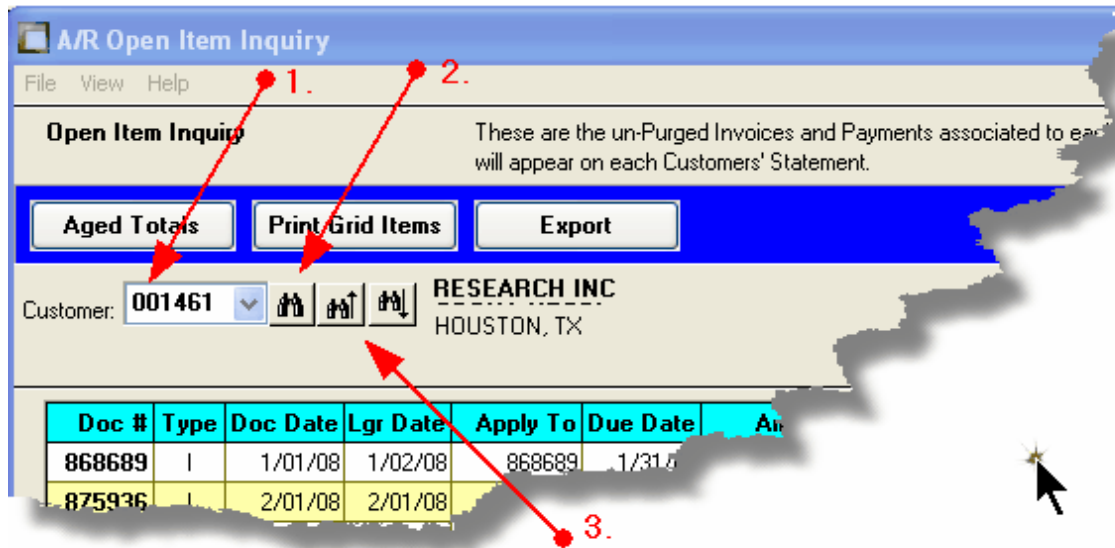 A/R Open Item Inquiry
File View Help
1.
2.
Open Item Inquiry
These are the un-Purged Invoices and Payments associated to
will appear on each Customers' Statement.
Aged Totals Print Grid Items Export
Customer: 001461
RESEARCH INC
HOUSTON, TX
Doc # Type Doc Date Lgr Date Apply To Due Date
868689 I 1/01/08 1/02/08 868689
875936 I 2/01/08 2/01/08
3.